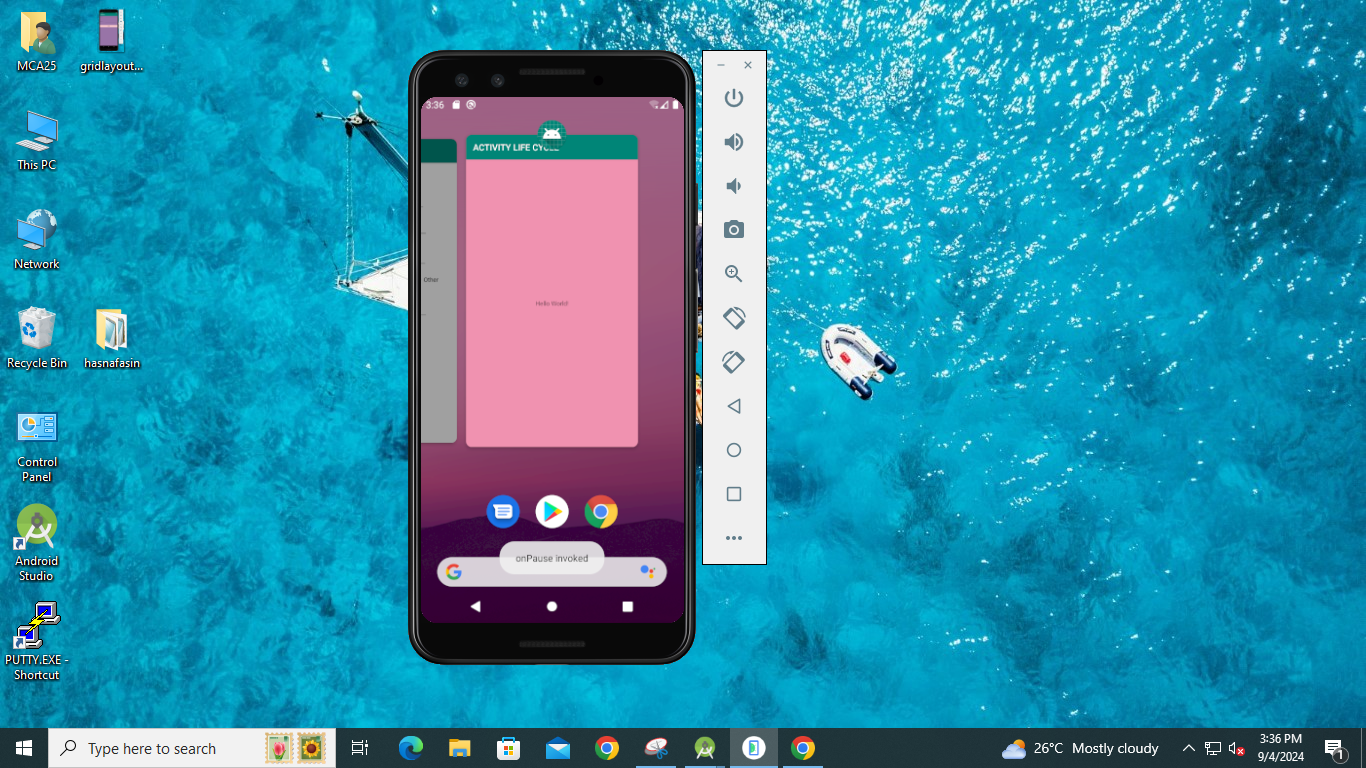 MCA25
gridlayout...
This PC
Network
Recycle Bin
hasnafasin
Control
Panel
Android
Studio
PUTTY.EXE -
Shortcut
3:36
ACTIVITY LIFE CYCLE
Other
Hello World!
onPause invoked
Type here to search
26°C Mostly cloudy
3:36 PM
9/4/2024
1